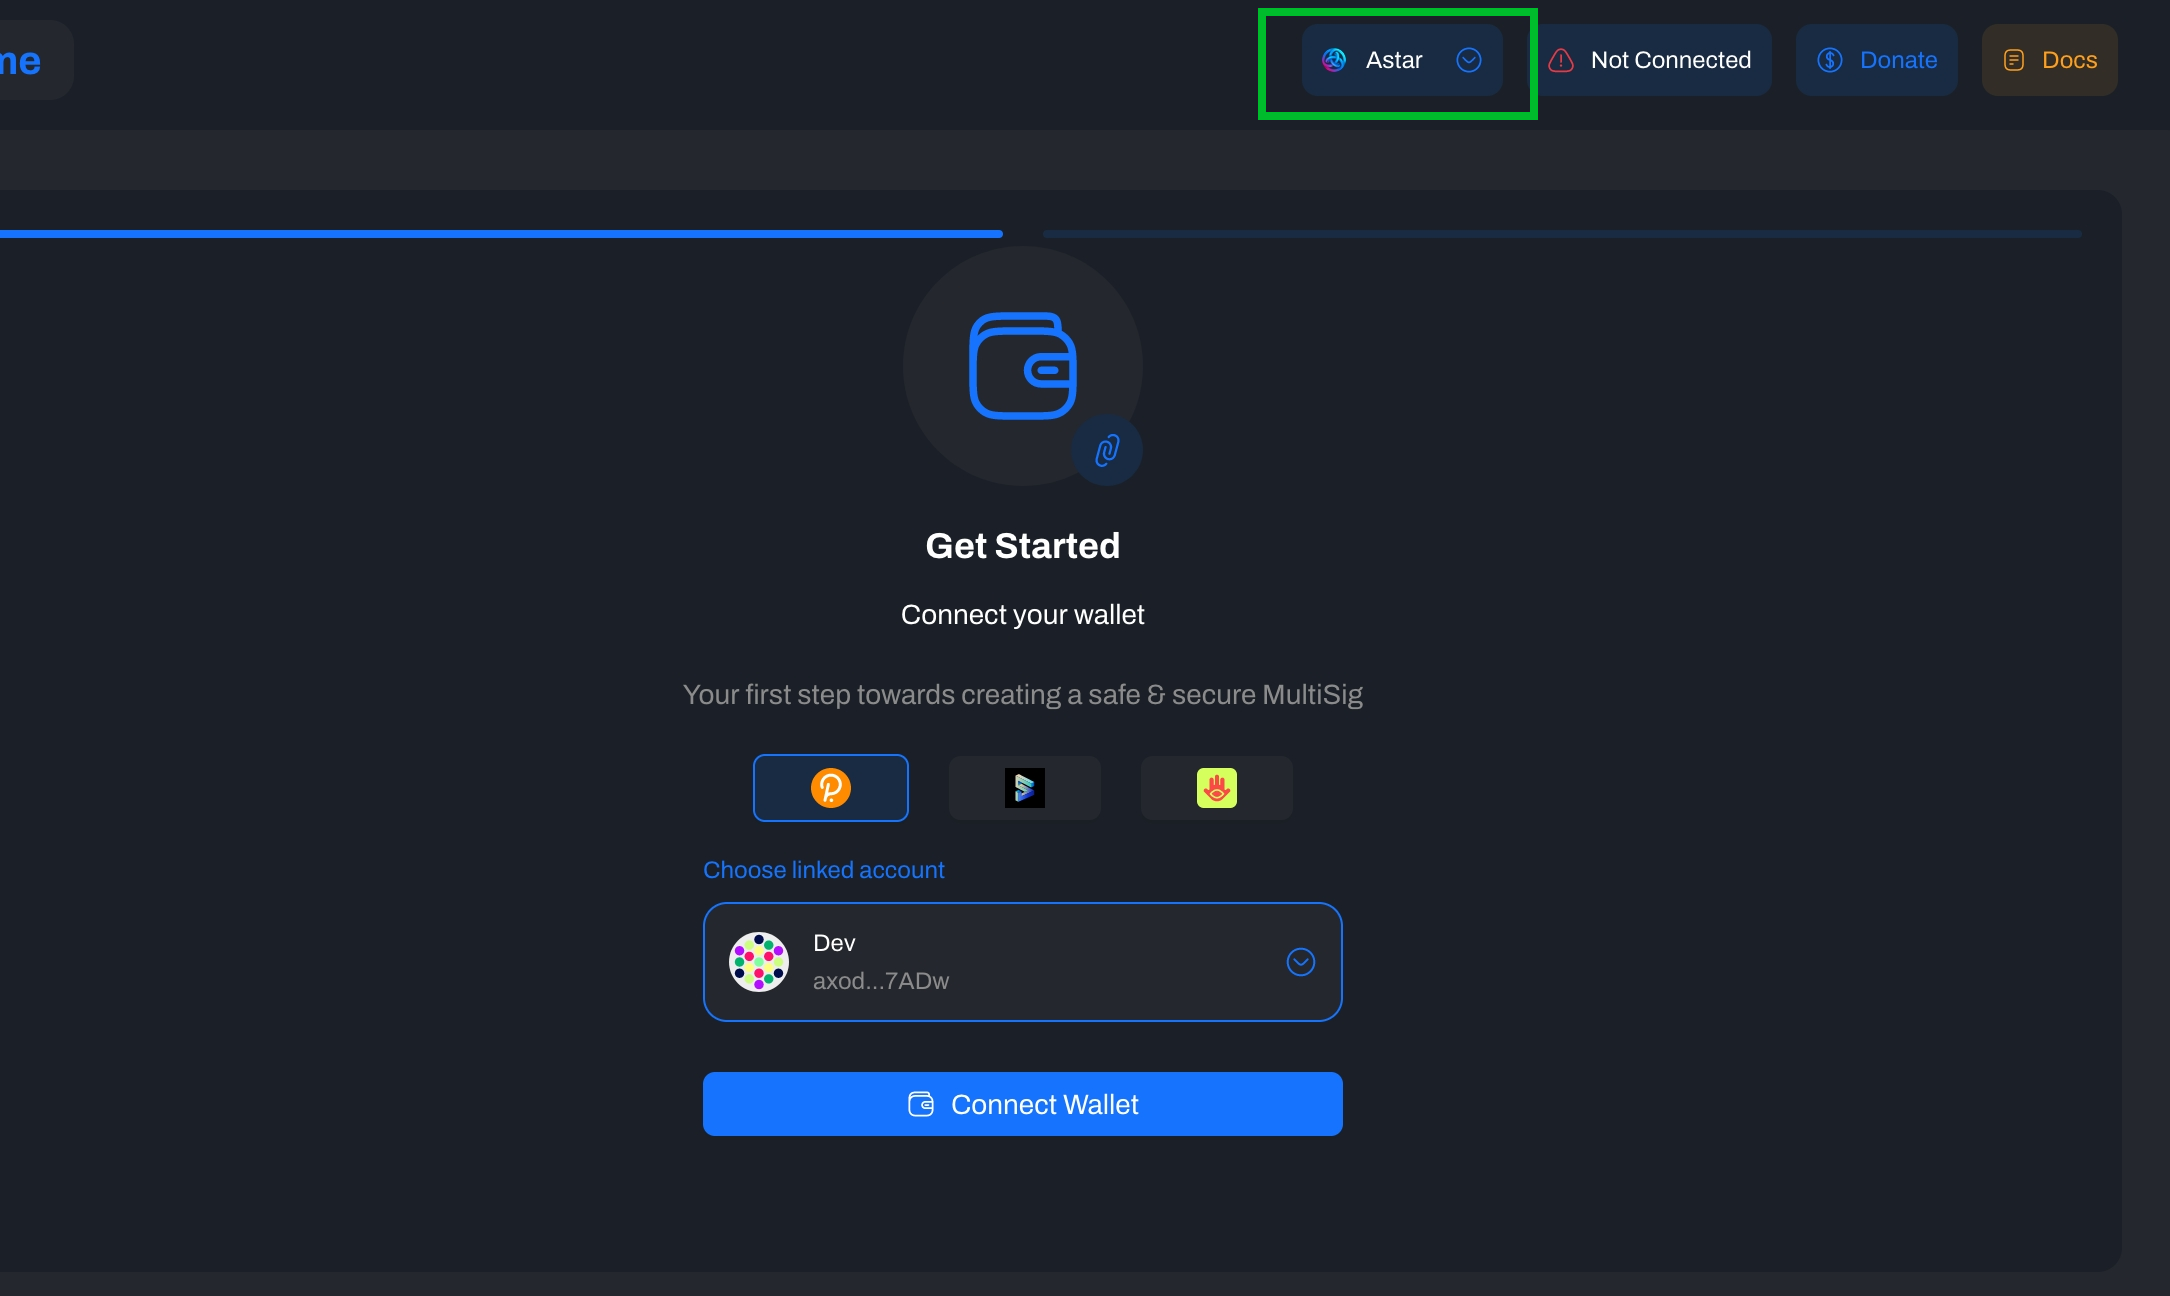 me
Astar
Not Connected
Donate
Docs
Get Started
Connect your wallet
Your first step towards creating a safe & secure MultiSig
Choose linked account
Dev
axod...7ADw
Connect Wallet